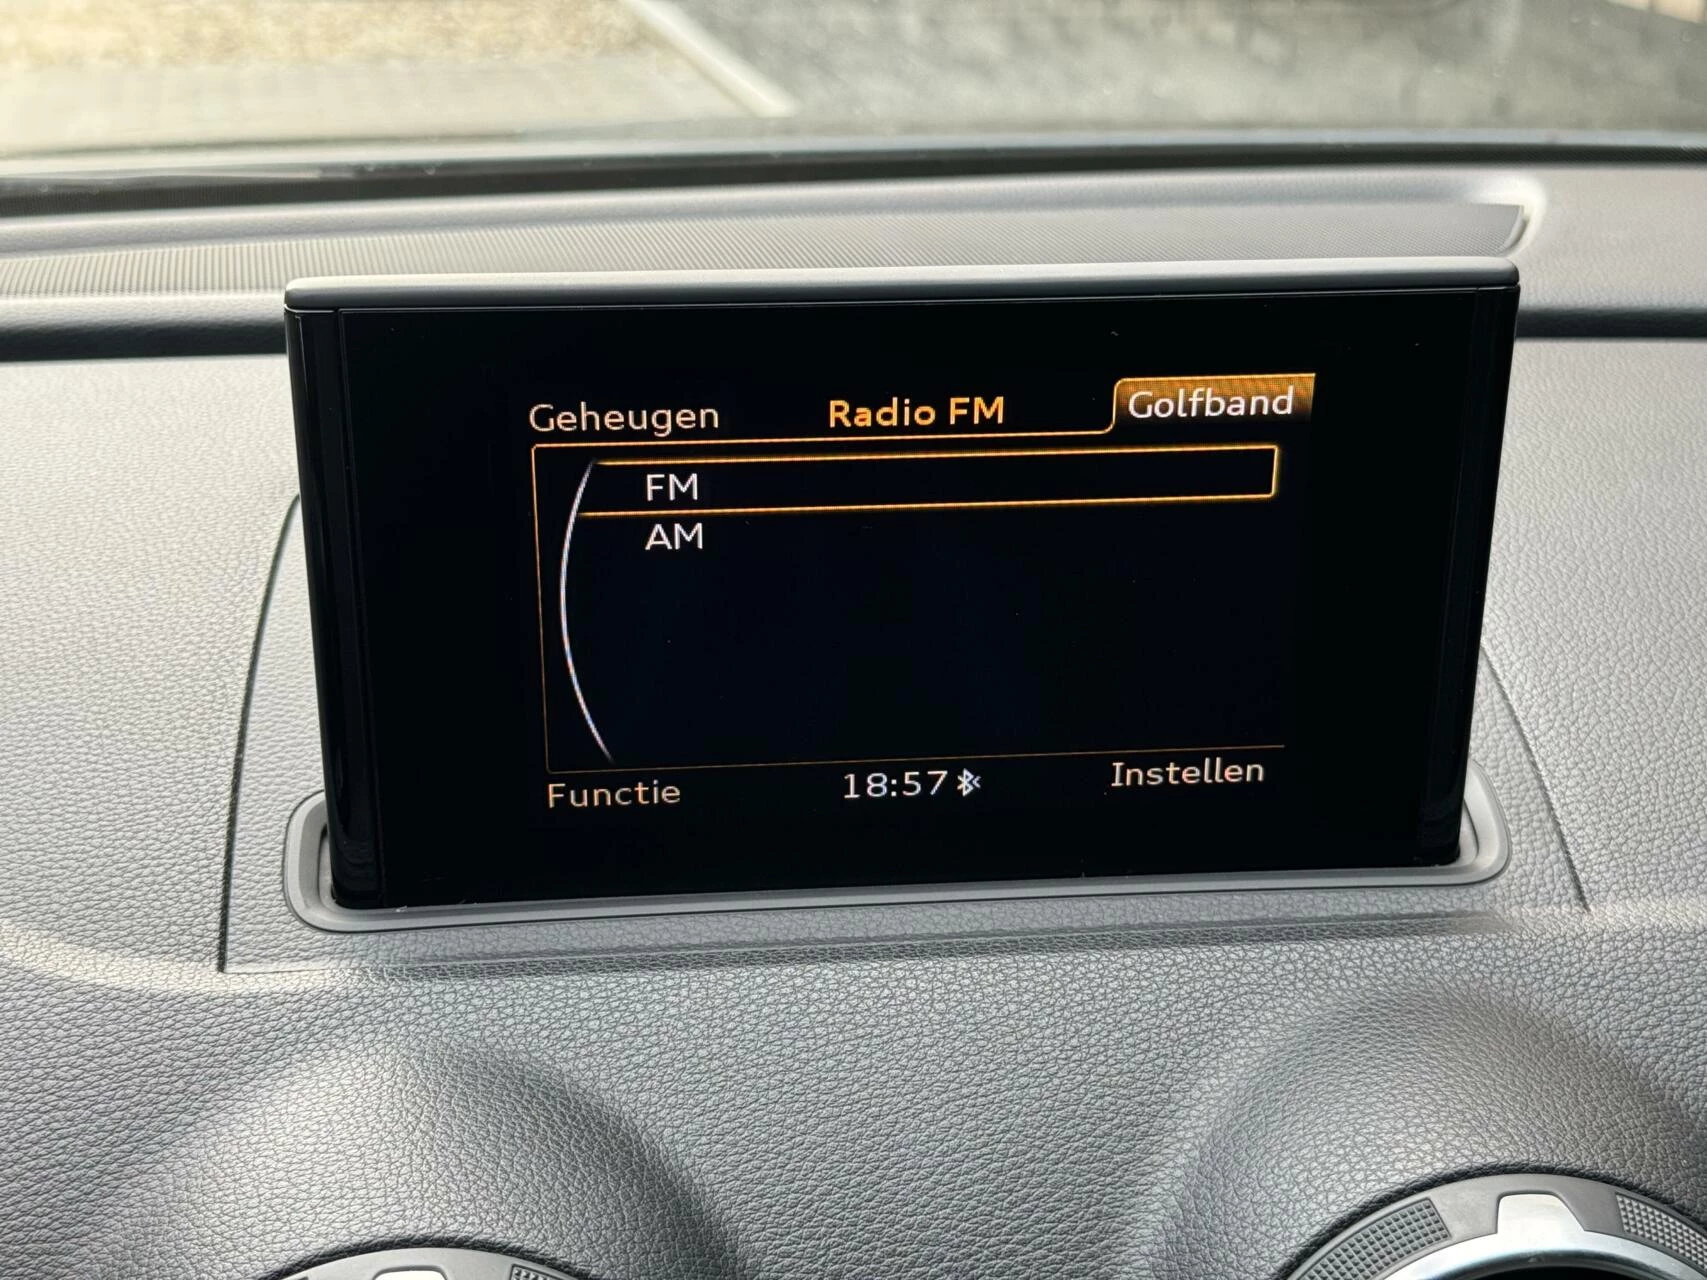 Geheugen Radio FM Golfband
FM
AM
Functie 18:57 Instellen